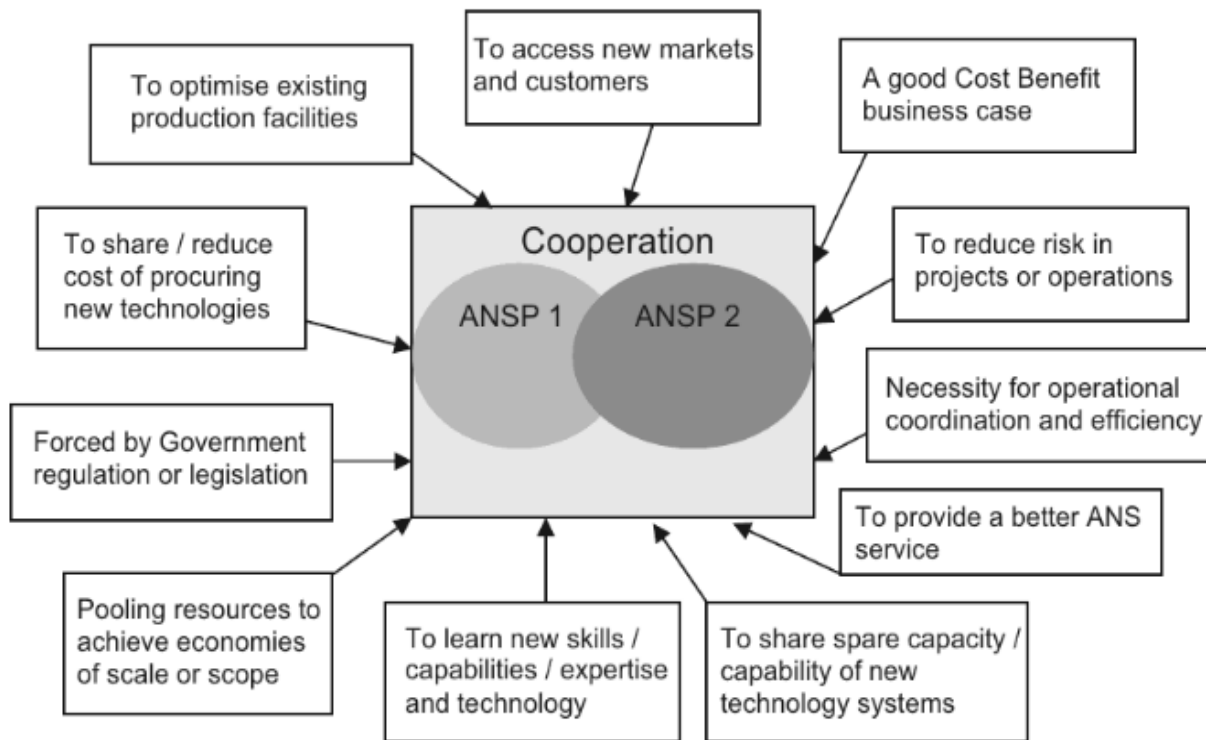 To access new markets
and customers
To optimise existing
production facilities
A good Cost Benefit
business case
To share / reduce
cost of procuring
new technologies
Cooperation
ANSP 1
ANSP 2
To reduce risk in
projects or operations
Necessity for operational
coordination and efficiency
Forced by Government
regulation or legislation
To provide a better ANS
service
Pooling resources to
achieve economies
of scale or scope
To learn new skills /
capabilities / expertise
and technology
To share spare capacity /
capability of new
technology systems